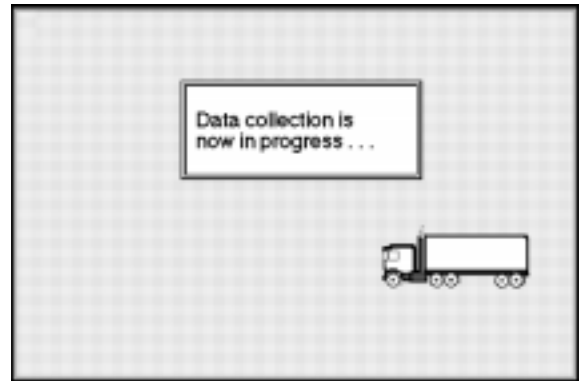 Data collection is
now in progress . . .